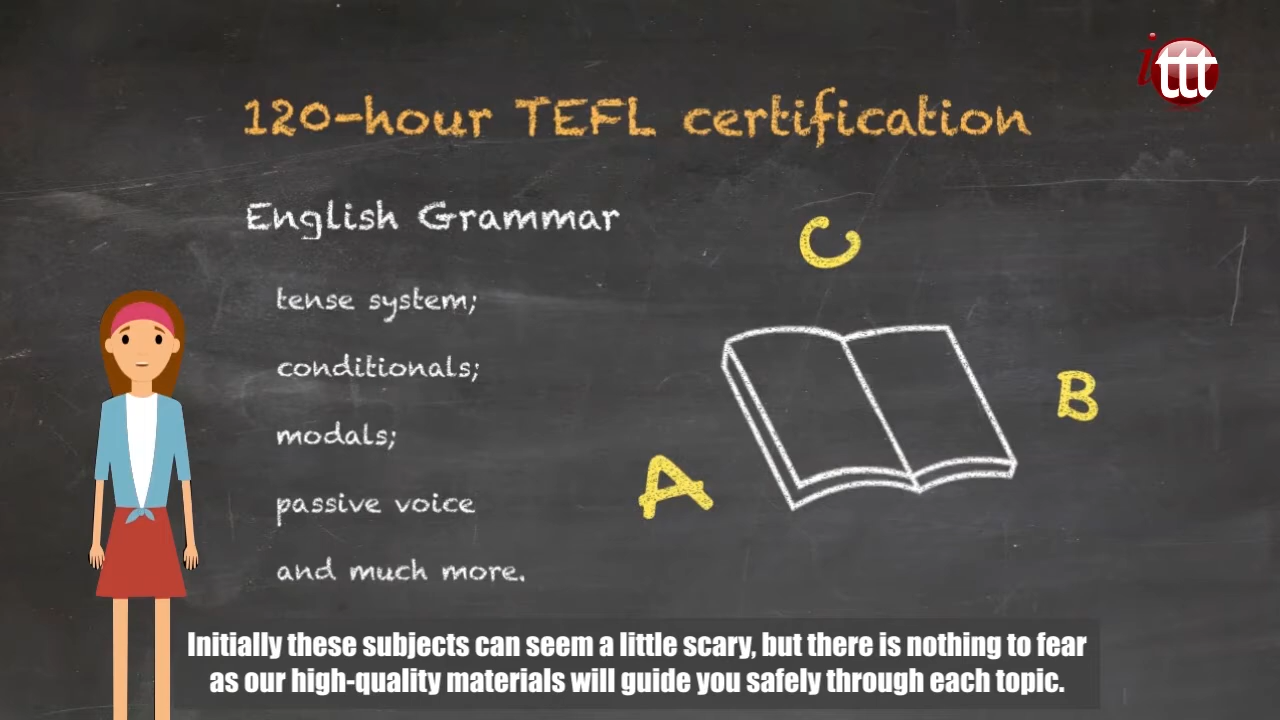 ittt
120-hour TEFL certification
English Grammar
tense system;
conditionals;
modals;
passive voice
and much more.
C
B
A
Initially these subjects can seem a little scary, but there is nothing to fear
as our high-quality materials will guide you safely through each topic.